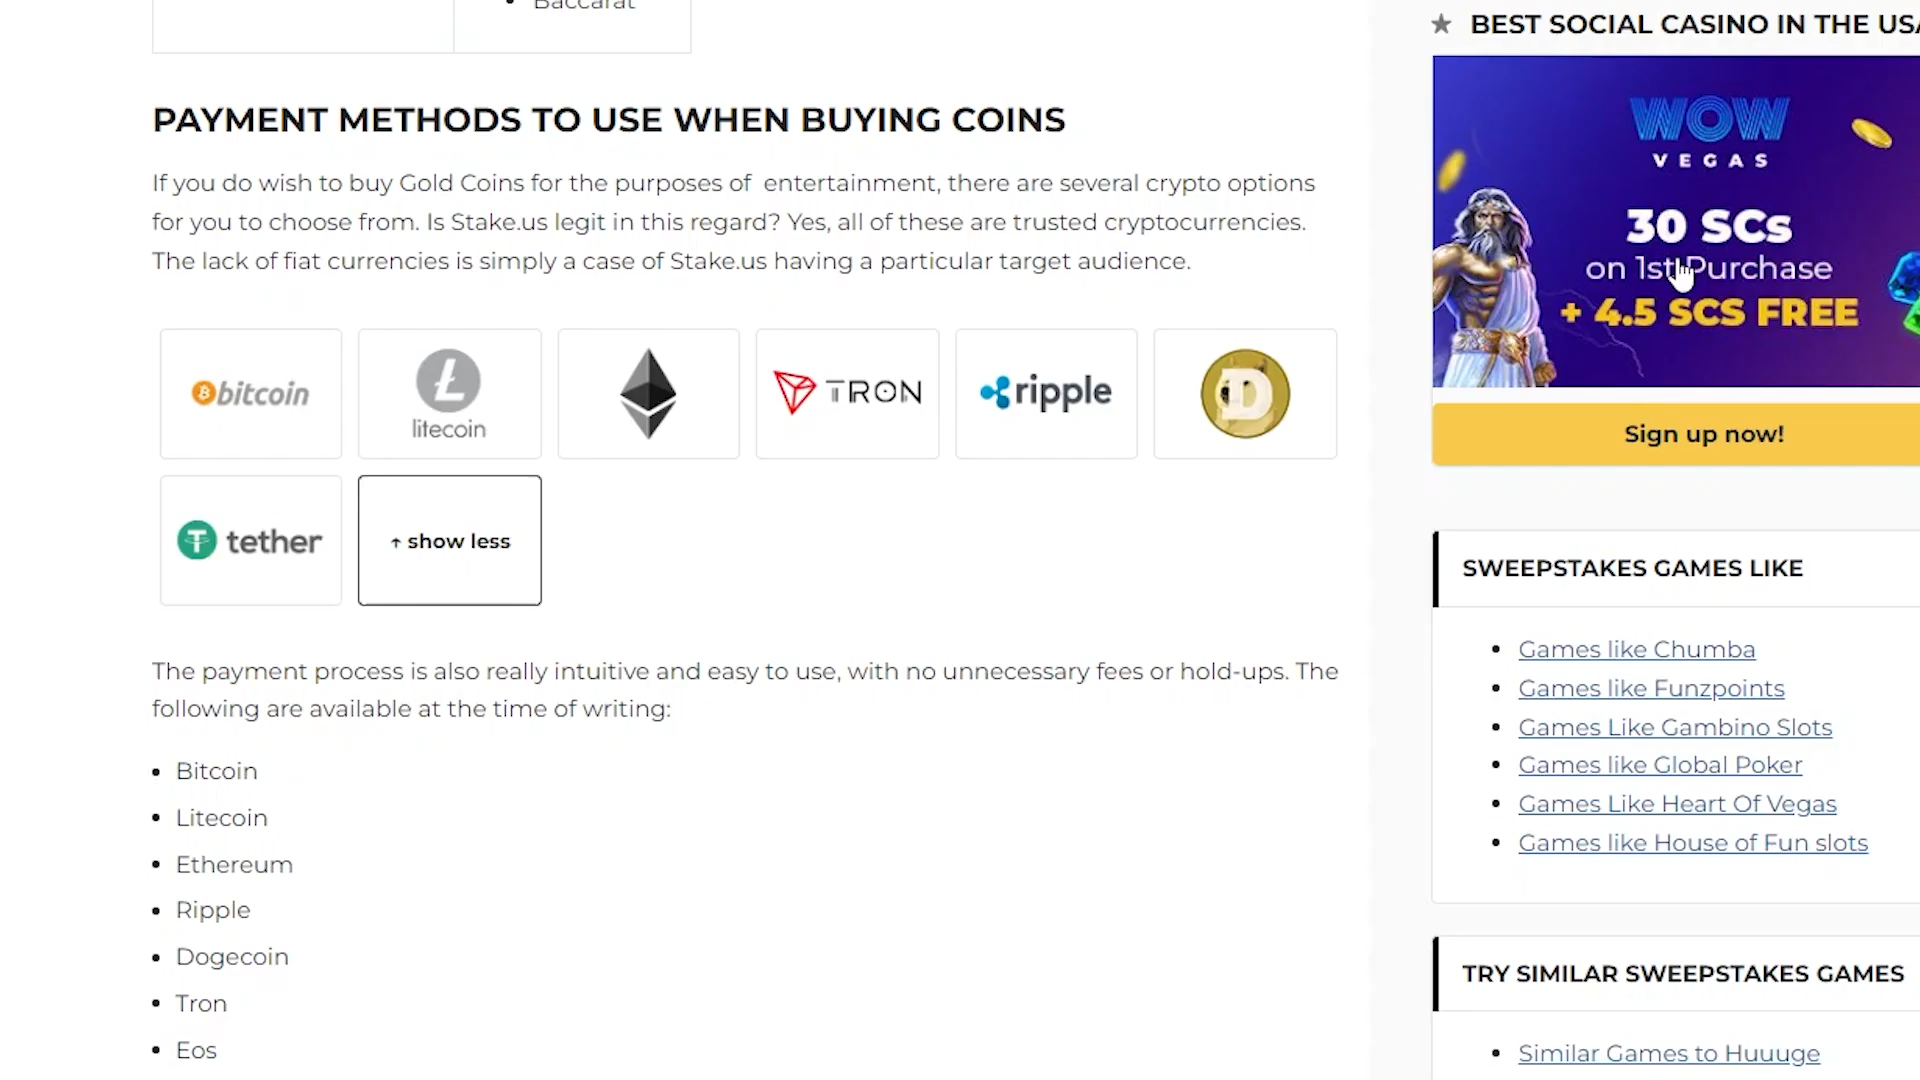 Baccarat
PAYMENT METHODS TO USE WHEN BUYING COINS
If you do wish to buy Gold Coins for the purposes of entertainment, there are several crypto options
for you to choose from. Is Stake.us legit in this regard? Yes, all of these are trusted cryptocurrencies.
The lack of fiat currencies is simply a case of Stake.us having a particular target audience.
bitcoin
litecoin
TRON
ripple
D
tether
↑ show less
The payment process is also really intuitive and easy to use, with no unnecessary fees or hold-ups. The
following are available at the time of writing:
• Bitcoin
• Litecoin
• Ethereum
• Ripple
• Dogecoin
• Tron
• Eos
★ BEST SOCIAL CASINO IN THE USA
WOW
VEGAS
30 SCs
on 1st Purchase
+ 4.5 SCS FREE
Sign up now!
SWEEPSTAKES GAMES LIKE
• Games like Chumba
• Games like Funzpoints
• Games Like Gambino Slots
• Games like Global Poker
• Games Like Heart Of Vegas
• Games like House of Fun slots
TRY SIMILAR SWEEPSTAKES GAMES
• Similar Games to Huuuge